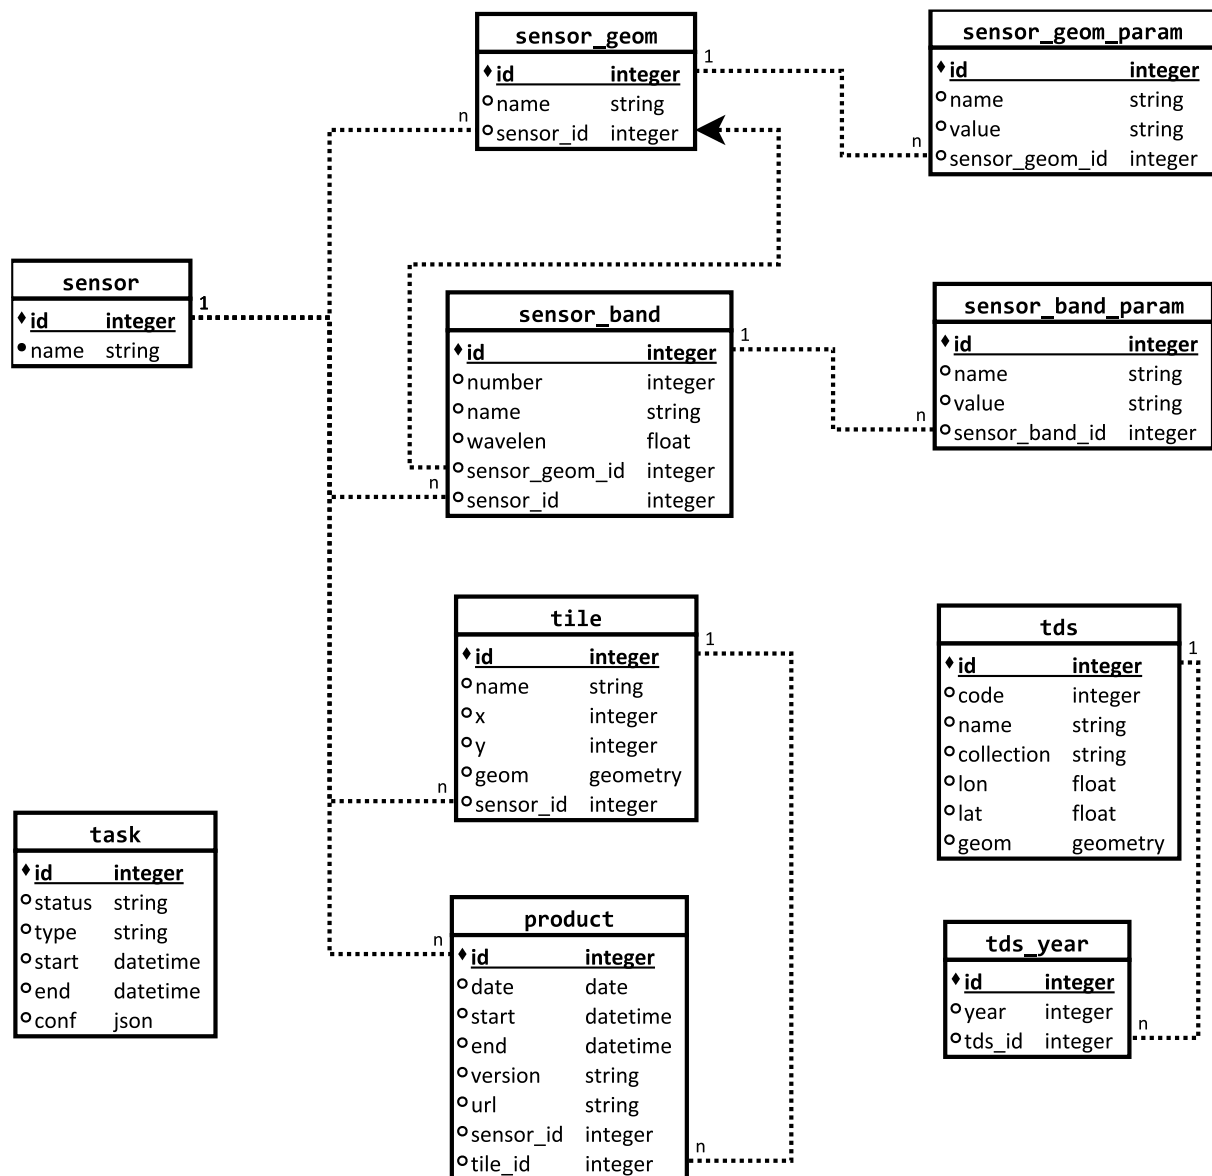 sensor_geom
id integer
name string
sensor_id integer
1
n
sensor_geom_param
id integer
name string
value string
sensor_geom_id integer
n
sensor
id integer
name string
1
sensor_band
id integer
number integer
name string
wavelen float
sensor_geom_id integer
sensor_id integer
1
n
sensor_band_param
id integer
name string
value string
sensor_band_id integer
n
tile
id integer
name string
x integer
y integer
geom geometry
sensor_id integer
1
n
tds
id integer
code integer
name string
collection string
lon float
lat float
geom geometry
1
task
id integer
status string
type string
start datetime
end datetime
conf json
product
id integer
date date
start datetime
end datetime
version string
url string
sensor_id integer
tile_id integer
n
n
tds_year
id integer
year integer
tds_id integer
n